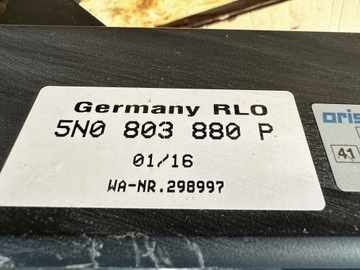 Germany RLO
5N0 803 880 P
01/16
WA-NR.298997
oris
41